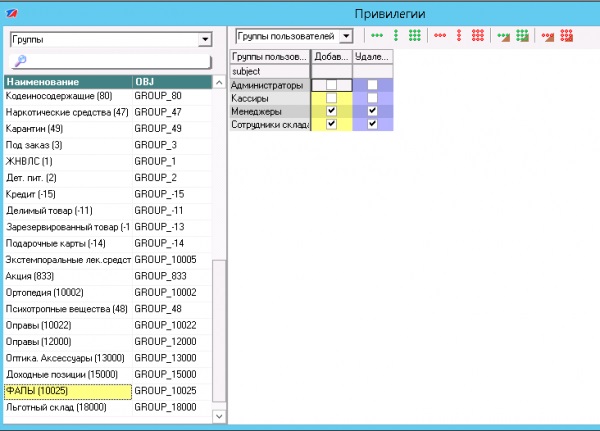 Привилегии
Группы
Наименование OBJ
Кодеиносодержащие (80) GROUP_80
Наркотические средства (47) GROUP_47
Карантин (49) GROUP_49
Под заказ (3) GROUP_3
ЖНВЛС (1) GROUP_1
Дет. пит. (2) GROUP_2
Кредит (-15) GROUP_-15
Делимый товар (-11) GROUP_-11
Зарезервированный товар (-1 GROUP_-13
Подарочные карты (-14) GROUP_-14
Экстемпоральные лек.средст GROUP_10005
Акция (833) GROUP_833
Ортопедия (10002) GROUP_10002
Психотропные вещества (48) GROUP_48
Оправы (10022) GROUP_10022
Оправы (12000) GROUP_12000
Оптика. Аксессуары (13000) GROUP_13000
Доходные позиции (15000) GROUP_15000
ФАПЫ (10025) GROUP_10025
Льготный склад (18000) GROUP_18000
Группы пользователей
Группы пользов... Добав... Удале...
subject
Администраторы
Кассиры
Менеджеры
Сотрудники склад